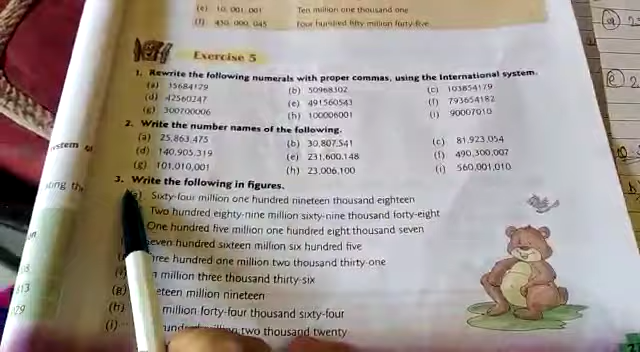 (e) 10, 001, 001 Ten million one thousand one
(f) 450, 000, 045 Four hundred fifty million forty-five
Exercise 5
1. Rewrite the following numerals with proper commas, using the International system.
(a) 35684129 (b) 50968302 (c) 103854179
(d) 42560247 (e) 491560543 (f) 793654182
(g) 300700006 (h) 100006001 (i) 90007010
2. Write the number names of the following.
(a) 25,863,475 (b) 30,807,541 (c) 81,923,054
(d) 140,905,319 (e) 231,600,148 (f) 490,300,007
(g) 101,010,001 (h) 23,006,100 (i) 560,001,010
3. Write the following in figures.
Sixty-four million one hundred nineteen thousand eighteen
Two hundred eighty-nine million sixty-nine thousand forty-eight
One hundred five million one hundred eight thousand seven
seven hundred sixteen million six hundred five
hree hundred one million two thousand thirty-one
million three thousand thirty-six
(g) eteen million nineteen
(h) million forty-four thousand sixty-four
(i) two thousand twenty